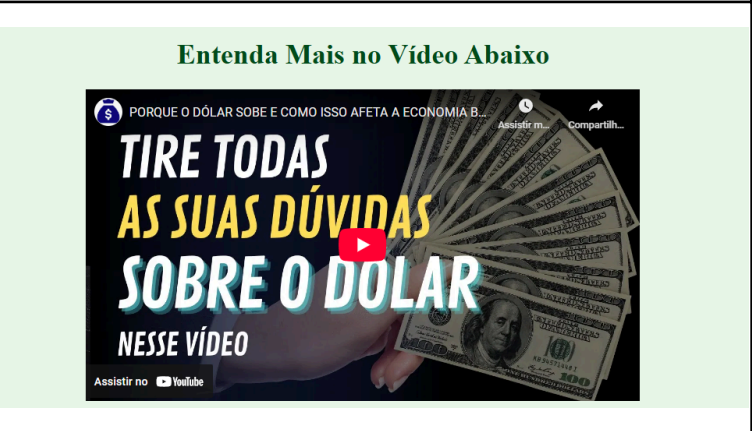 Entenda Mais no Vídeo Abaixo
$
PORQUE O DÓLAR SOBE E COMO ISSO AFETA A ECONOMIA B...
Assistir m...
Compartilh...
TIRE TODAS
AS SUAS DÚVIDAS
SOBRE O DÓLAR
NESSE VÍDEO
100
Assistir no YouTube